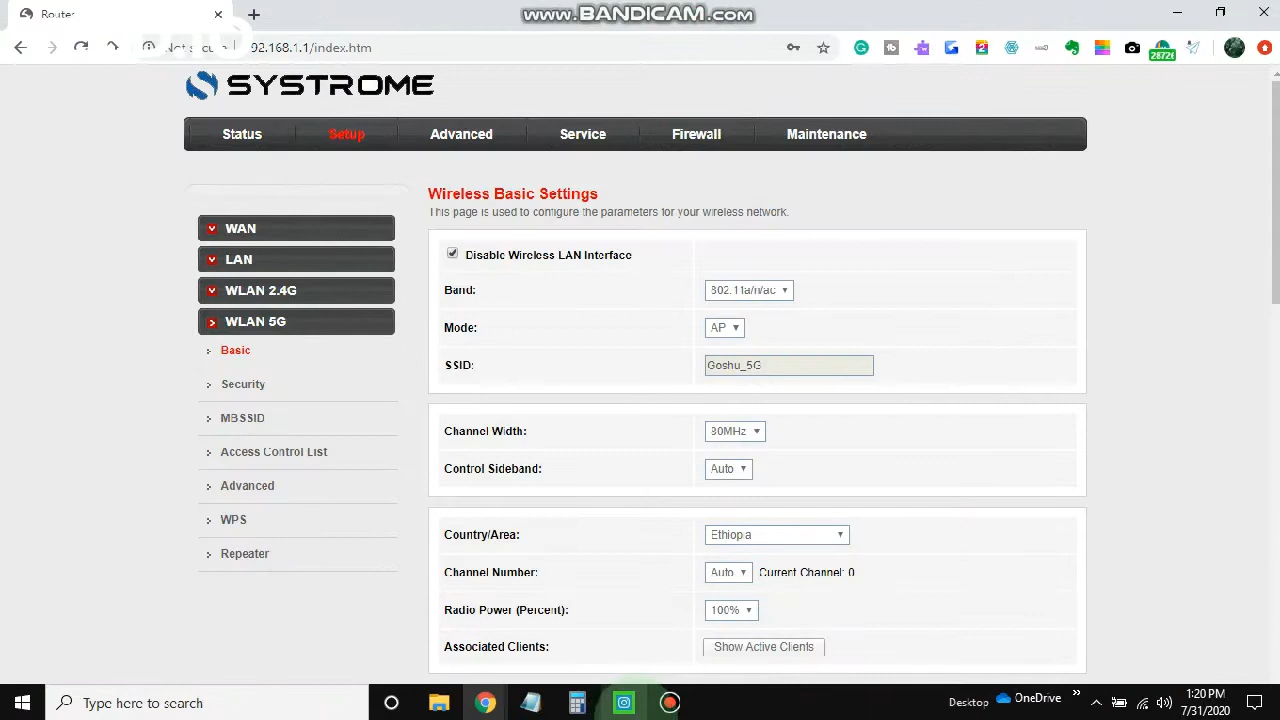 Router
www.BANDICAM.com
Not secure
92.168.1.1/index.htm
28726
SYSTROME
Status
Setup
Advanced
Service
Firewall
Maintenance
WAN
LAN
WLAN 2.4G
WLAN 5G
Basic
Security
MBSSID
Access Control List
Advanced
WPS
Repeater
Wireless Basic Settings
This page is used to configure the parameters for your wireless network.
Disable Wireless LAN Interface
Band: 802.11a/n/ac
Mode: AP
SSID: Goshu_5G
Channel Width: 80MHz
Control Sideband: Auto
Country/Area: Ethiopia
Channel Number: Auto Current Channel: 0
Radio Power (Percent): 100%
Associated Clients: Show Active Clients
Type here to search
Desktop
OneDrive
1:20 PM
7/31/2020